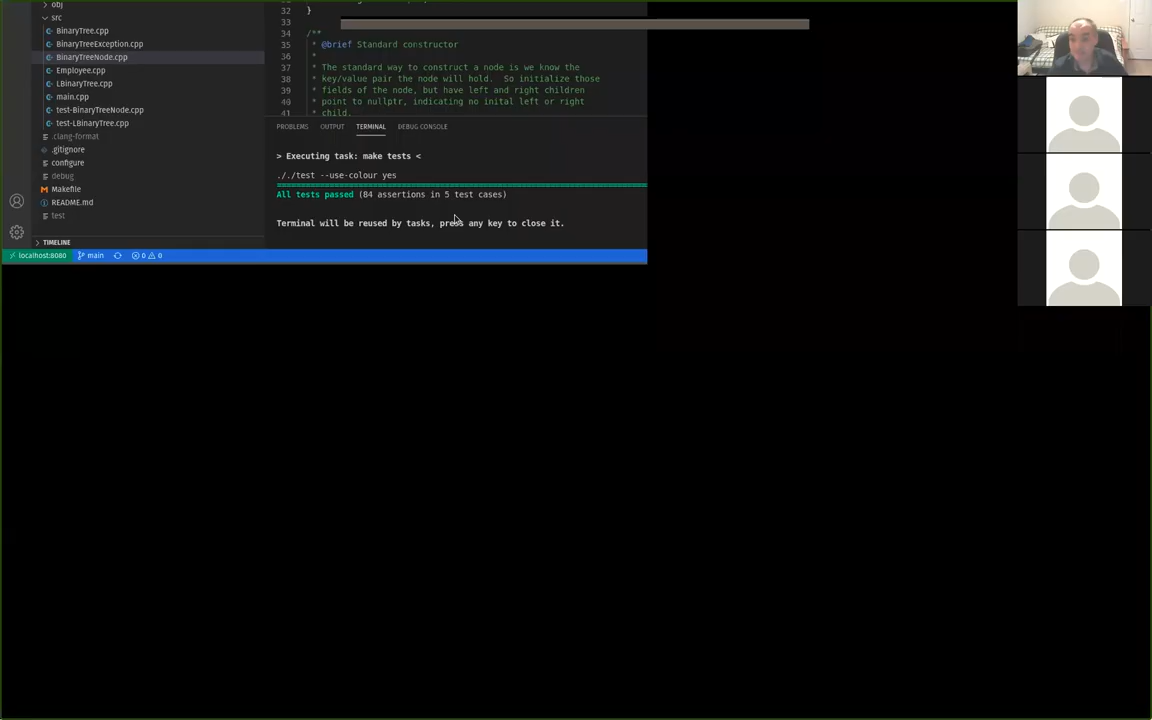 obj
src
BinaryTree.cpp
BinaryTreeException.cpp
BinaryTreeNode.cpp
Employee.cpp
LBinaryTree.cpp
main.cpp
test-BinaryTreeNode.cpp
test-LBinaryTree.cpp
.clang-format
.gitignore
configure
debug
Makefile
README.md
test
TIMELINE
32 }
33
34 /**
35 * @brief Standard constructor
36 *
37 * The standard way to construct a node is we know the
38 * key/value pair the node will hold.  So initialize those
39 * fields of the node, but have left and right children
40 * point to nullptr, indicating no inital left or right
41 * child.
PROBLEMS OUTPUT TERMINAL DEBUG CONSOLE
> Executing task: make tests <
././test --use-colour yes
All tests passed (84 assertions in 5 test cases)
Terminal will be reused by tasks, press any key to close it.
localhost:8080 main 0 0